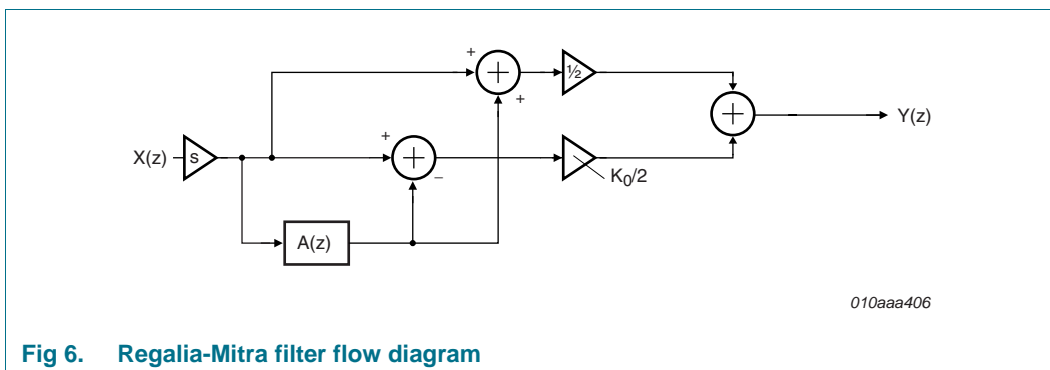 +
+
½
+
+
Y(z)
X(z)
s
+
+
−
K0/2
A(z)
010aaa406
Fig 6. Regalia-Mitra filter flow diagram